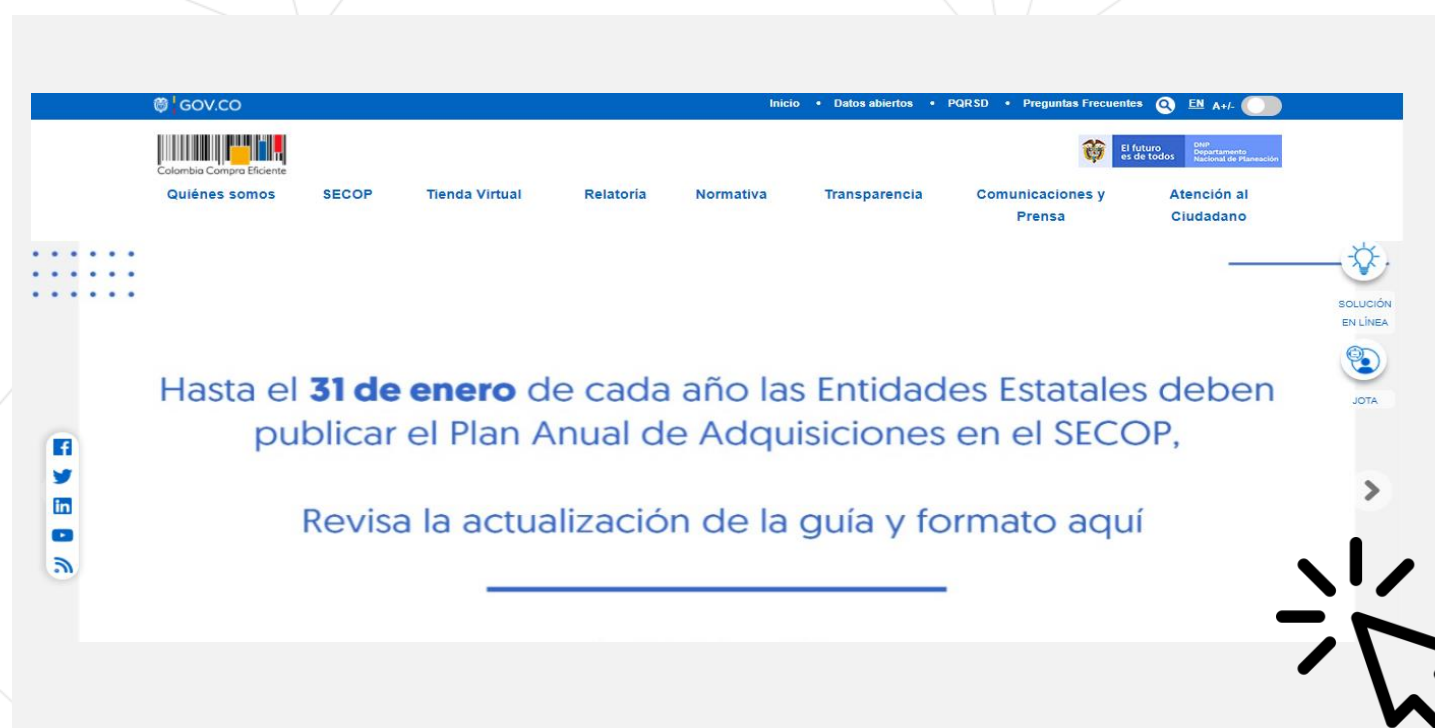 GOV.CO
Inicio • Datos abiertos • PQRSD • Preguntas Frecuentes EN A+/-
Colombia Compra Eficiente
El futuro
es de todos
DNP
Departamento
Nacional de Planeación
Quiénes somos SECOP Tienda Virtual Relatoría Normativa Transparencia Comunicaciones y
Prensa
Atención al
Ciudadano
SOLUCIÓN
EN LÍNEA
JOTA
Hasta el 31 de enero de cada año las Entidades Estatales deben
publicar el Plan Anual de Adquisiciones en el SECOP,
Revisa la actualización de la guía y formato aquí